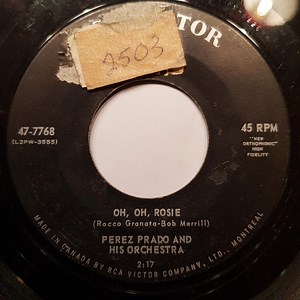 TOR
2503
47-7768
45 RPM
(L2PW-3555)
"NEW
ORTHOPHONIC"
HIGH
FIDELITY
OH, OH, ROSIE
(Rocco Granata-Bob Merrill)
PEREZ PRADO AND
HIS ORCHESTRA
2:17
MADE IN CANADA BY RCA VICTOR COMPANY, LTD., MONTREAL